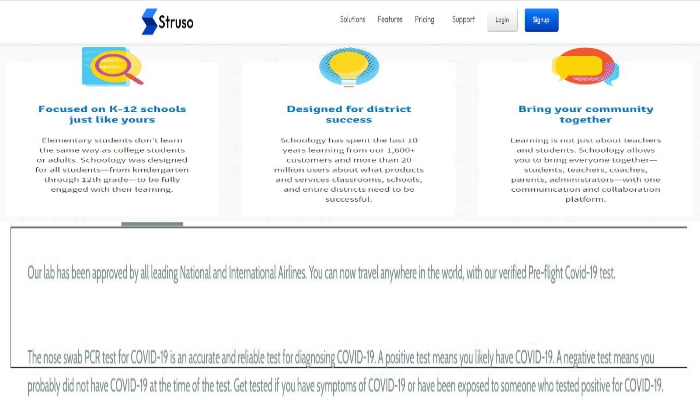 Struso
Solutions Features Pricing Support Login Signup
Focused on K-12 schools
just like yours
Elementary students don't learn
the same way as college students
or adults. Schoology was designed
for all students—from kindergarten
through 12th grade—to be fully
engaged with their learning.
Designed for district
success
Schoology has spent the last 10
years learning from our 1,600+
customers and more than 20
million users about what products
and services classrooms, schools,
and entire districts need to be
successful.
Bring your community
together
Learning is not just about teachers
and students. Schoology allows
you to bring everyone together—
students, teachers, coaches,
parents, administrators—with one
communication and collaboration
platform.
Our lab has been approved by all leading National and International Airlines. You can now travel anywhere in the world, with our verified Pre-flight Covid-19 test.
The nose swab PCR test for COVID-19 is an accurate and reliable test for diagnosing COVID-19. A positive test means you likely have COVID-19. A negative test means you
probably did not have COVID-19 at the time of the test. Get tested if you have symptoms of COVID-19 or have been exposed to someone who tested positive for COVID-19.